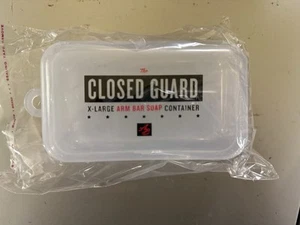 The
CLOSED GUARD
X-LARGE ARM BAR SOAP CONTAINER